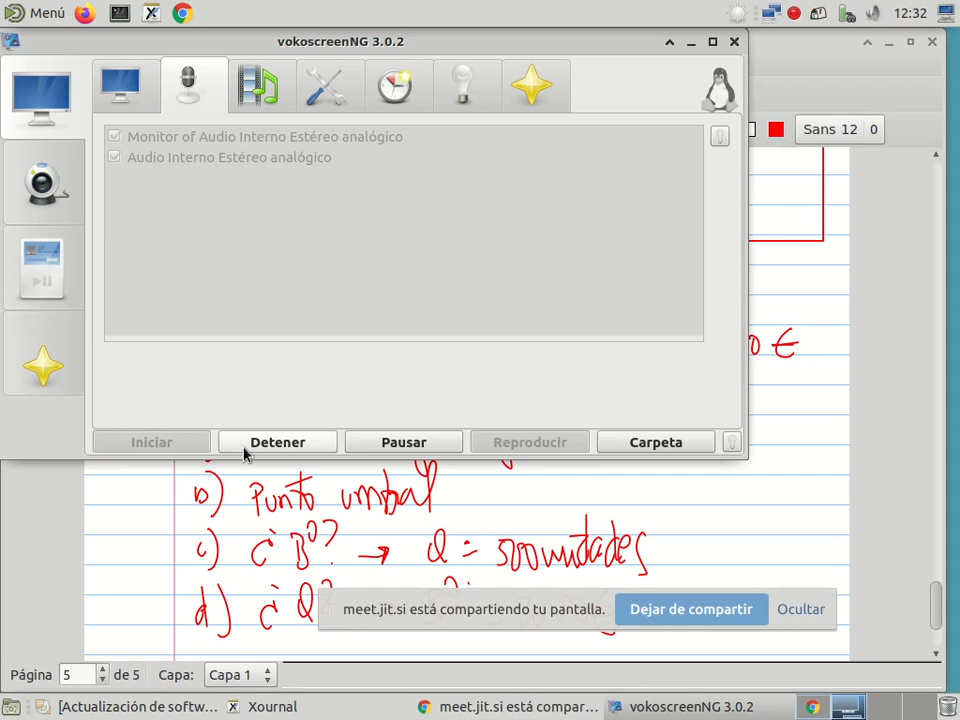 Menú
12:32
vokoscreenNG 3.0.2
Monitor of Audio Interno Estéreo analógico
Audio Interno Estéreo analógico
Sans 12 0
Iniciar Detener Pausar Reproducir Carpeta
0 €
b) Punto umbral
c) ¿B⁰? → Q = 500 unidades
d) ¿Q?
meet.jit.si está compartiendo tu pantalla. Dejar de compartir Ocultar
Página 5 de 5 Capa: Capa 1
[Actualización de softw... Xournal meet.jit.si está compar... vokoscreenNG 3.0.2